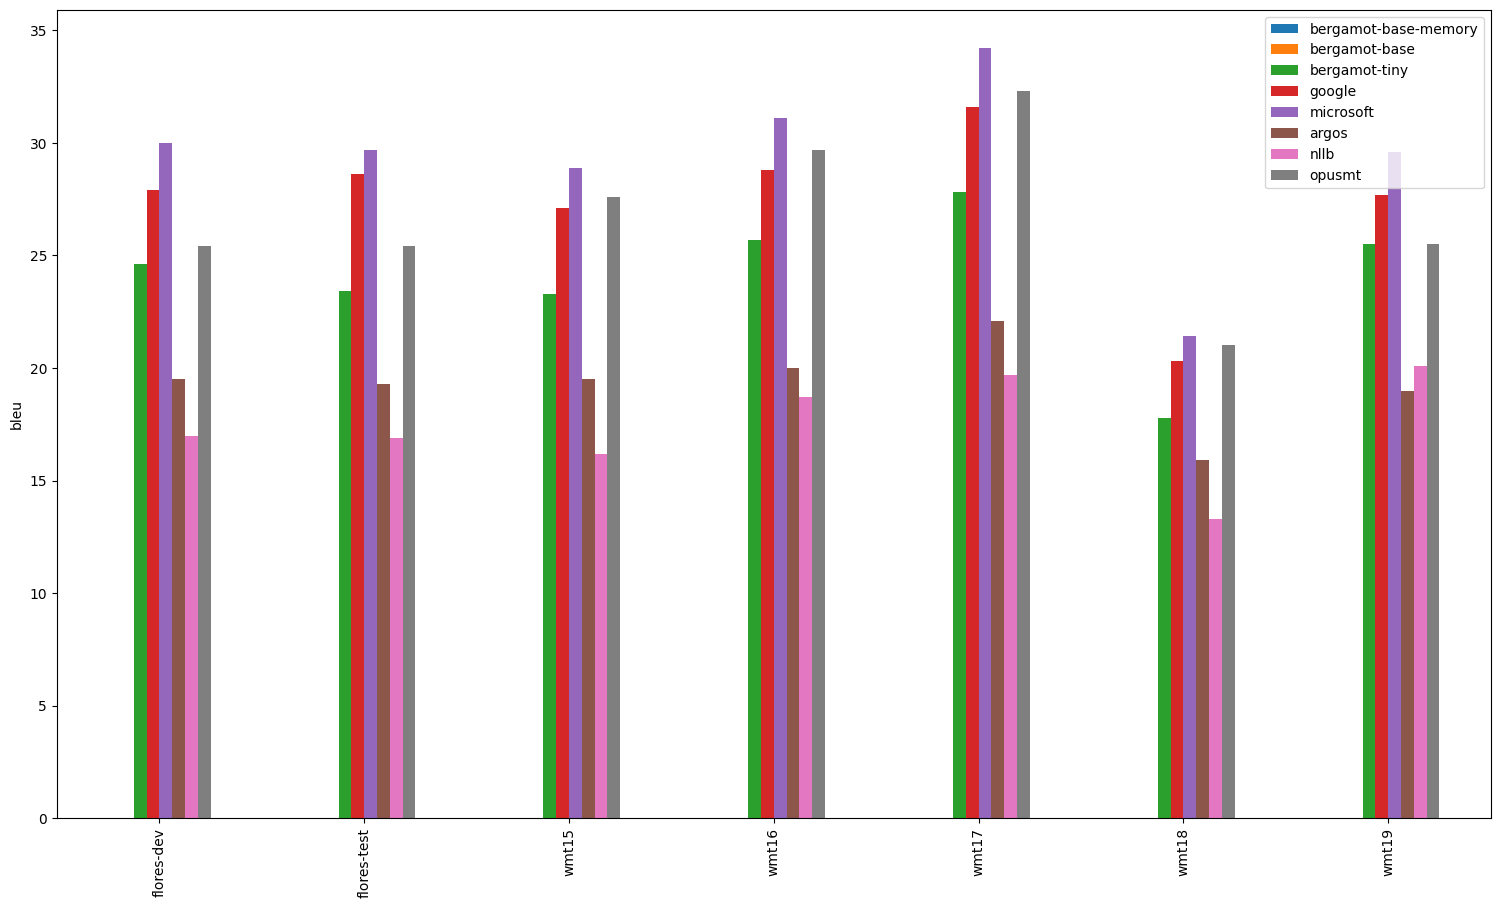 bleu
35
30
25
20
15
10
5
0
flores-dev
flores-test
wmt15
wmt16
wmt17
wmt18
wmt19
bergamot-base-memory
bergamot-base
bergamot-tiny
google
microsoft
argos
nllb
opusmt